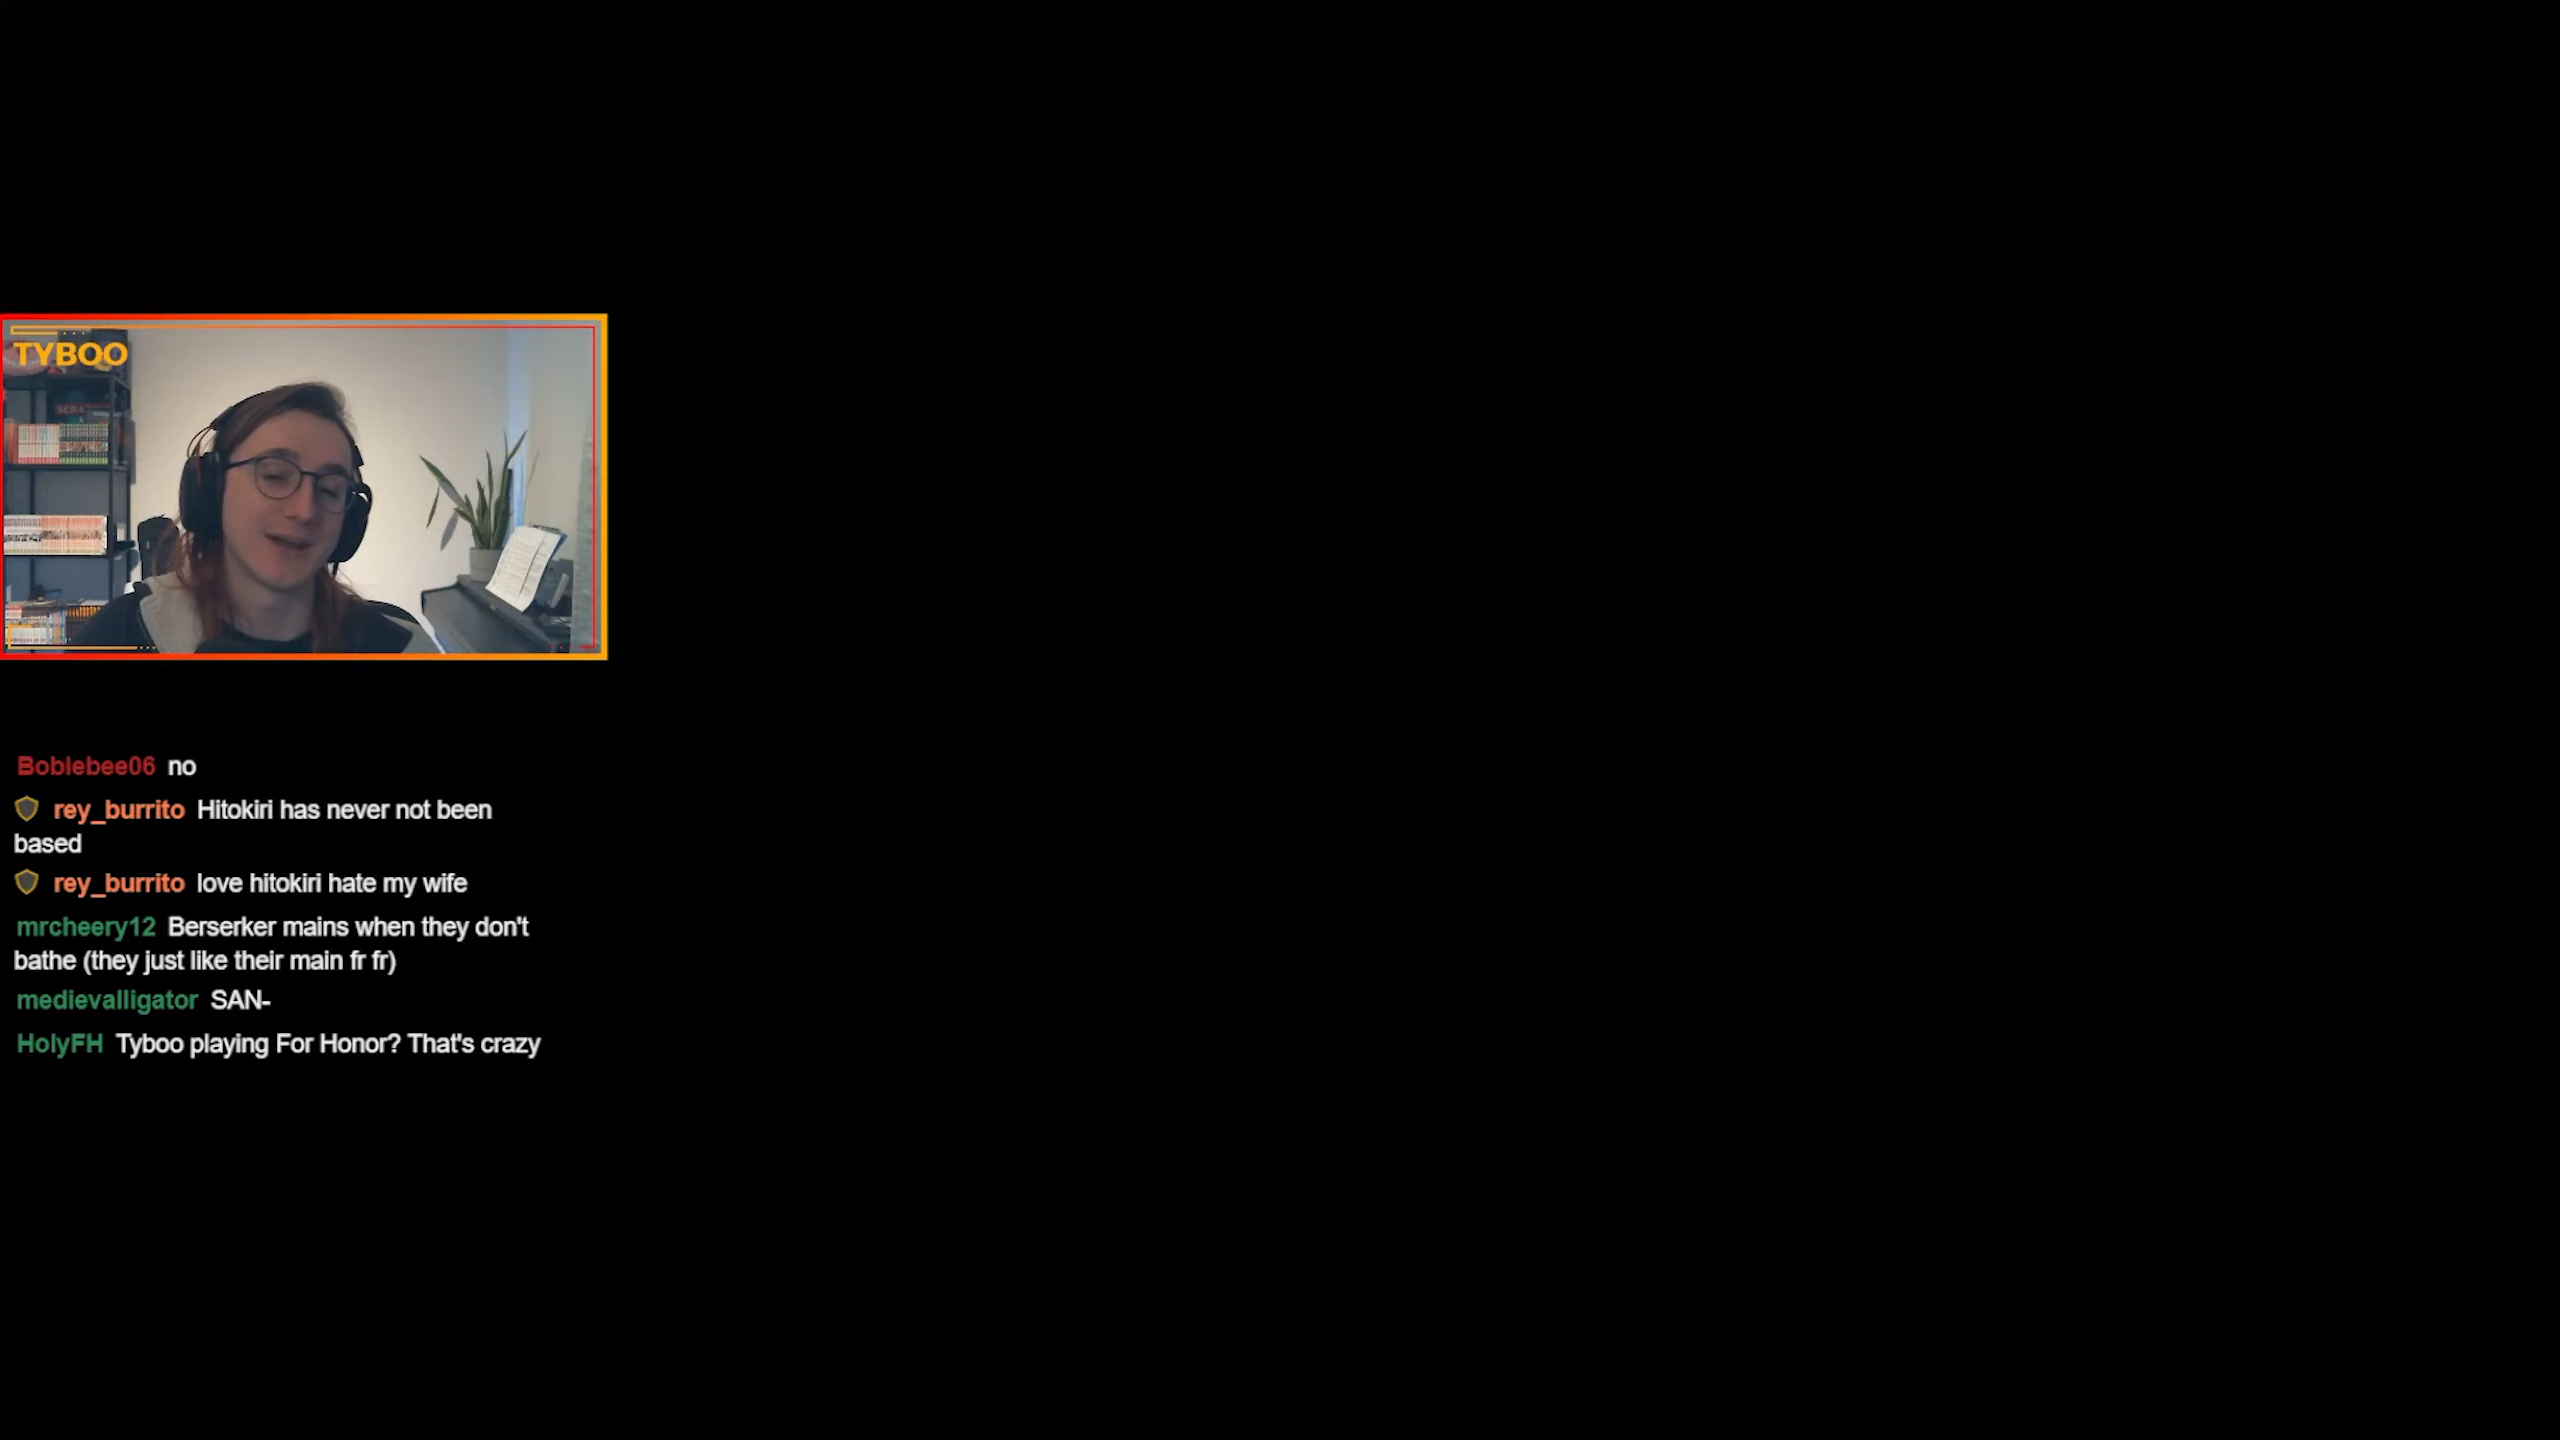 TYBOO
SCRA
Boblebee06 no
rey_burrito Hitokiri has never not been
based
rey_burrito love hitokiri hate my wife
mrcheery12 Berserker mains when they don't
bathe (they just like their main fr fr)
medievalligator SAN-
HolyFH Tyboo playing For Honor? That's crazy